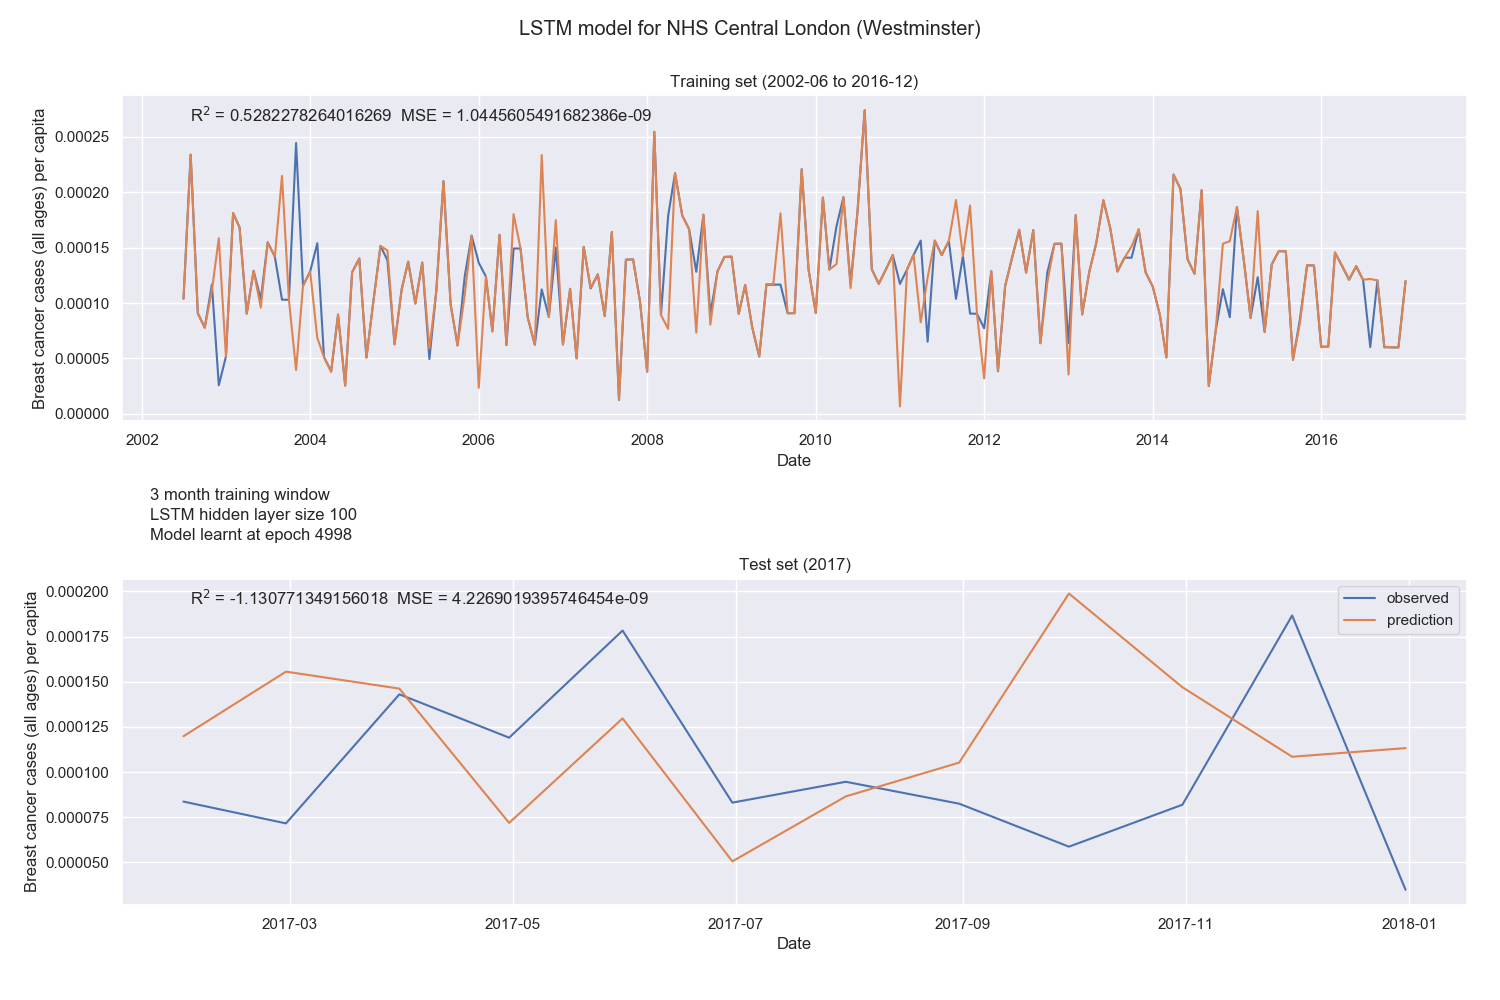 LSTM model for NHS Central London (Westminster)
Training set (2002-06 to 2016-12)
R² = 0.5282278264016269  MSE = 1.0445605491682386e-09
Breast cancer cases (all ages) per capita
0.00025
0.00020
0.00015
0.00010
0.00005
0.00000
2002 2004 2006 2008 2010 2012 2014 2016
Date
3 month training window
LSTM hidden layer size 100
Model learnt at epoch 4998
Test set (2017)
R² = -1.130771349156018  MSE = 4.2269019395746454e-09
observed
prediction
Breast cancer cases (all ages) per capita
0.000200
0.000175
0.000150
0.000125
0.000100
0.000075
0.000050
2017-03 2017-05 2017-07 2017-09 2017-11 2018-01
Date